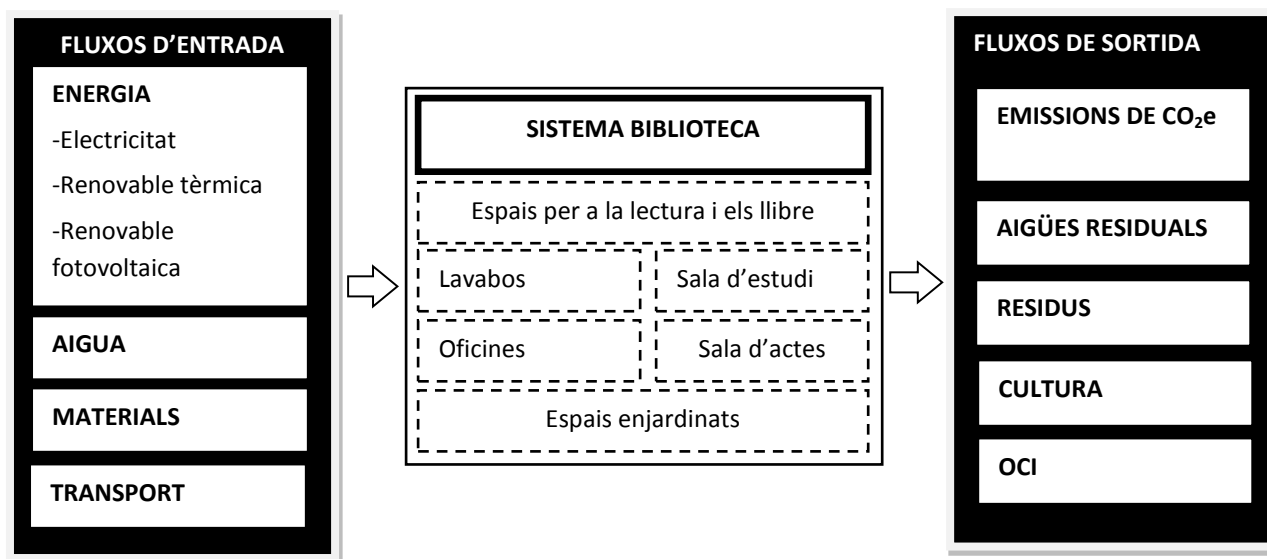 FLUXOS D'ENTRADA
ENERGIA
-Electricitat
-Renovable tèrmica
-Renovable
fotovoltaica
AIGUA
MATERIALS
TRANSPORT
SISTEMA BIBLIOTECA
Espais per a la lectura i els llibre
Lavabos
Sala d'estudi
Oficines
Sala d'actes
Espais enjardinats
FLUXOS DE SORTIDA
EMISSIONS DE CO₂e
AIGÜES RESIDUALS
RESIDUS
CULTURA
OCI